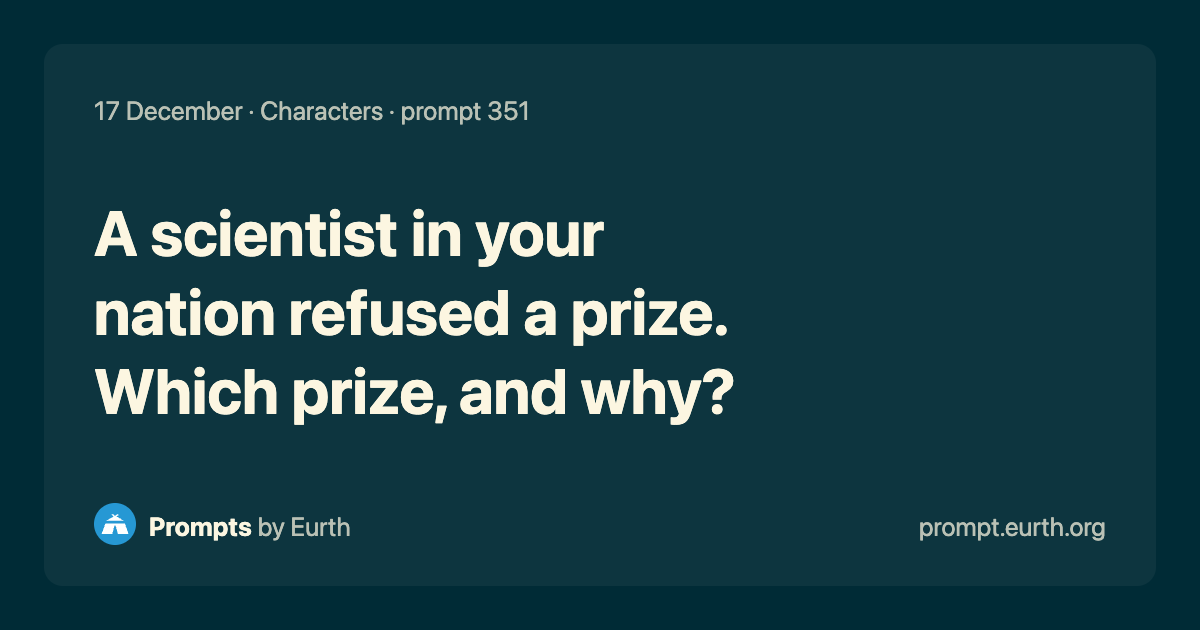 17 December · Characters · prompt 351
A scientist in your
nation refused a prize.
Which prize, and why?
Prompts by Eurth
prompt.eurth.org